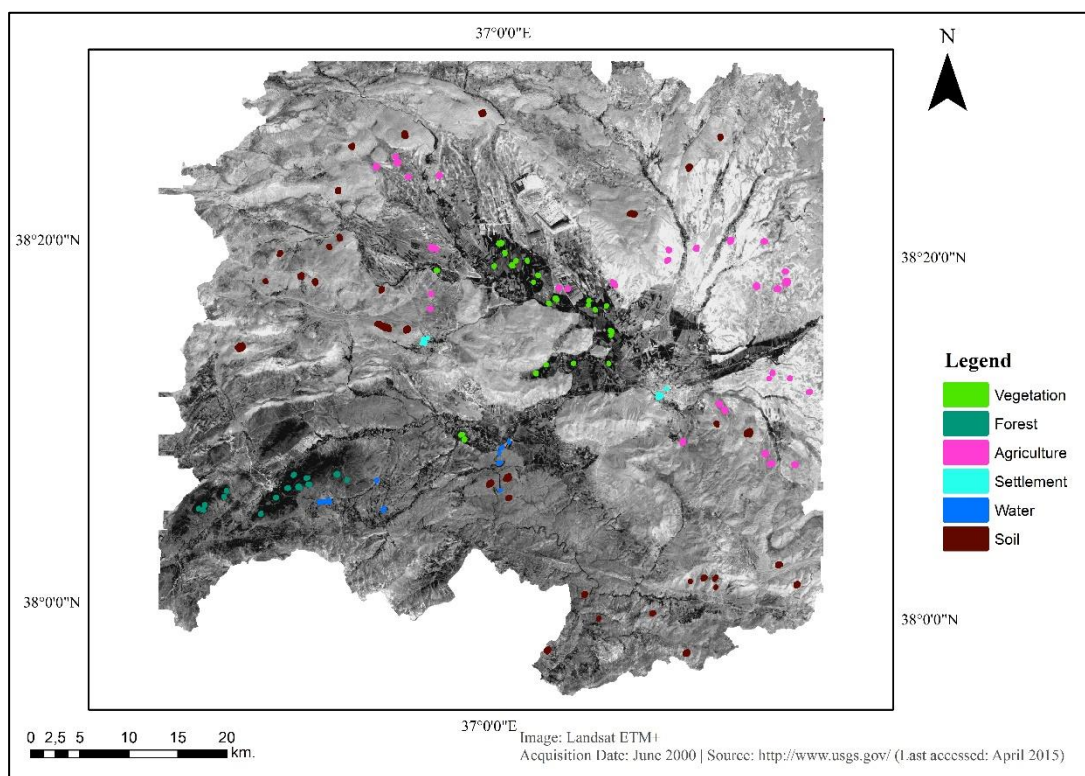 37°0'0"E
N
38°20'0"N
38°20'0"N
Legend
Vegetation
Forest
Agriculture
Settlement
Water
Soil
38°0'0"N
38°0'0"N
37°0'0"E
0 2,5 5 10 15 20
km.
Image: Landsat ETM+
Acquisition Date: June 2000 | Source: http://www.usgs.gov/ (Last accessed: April 2015)